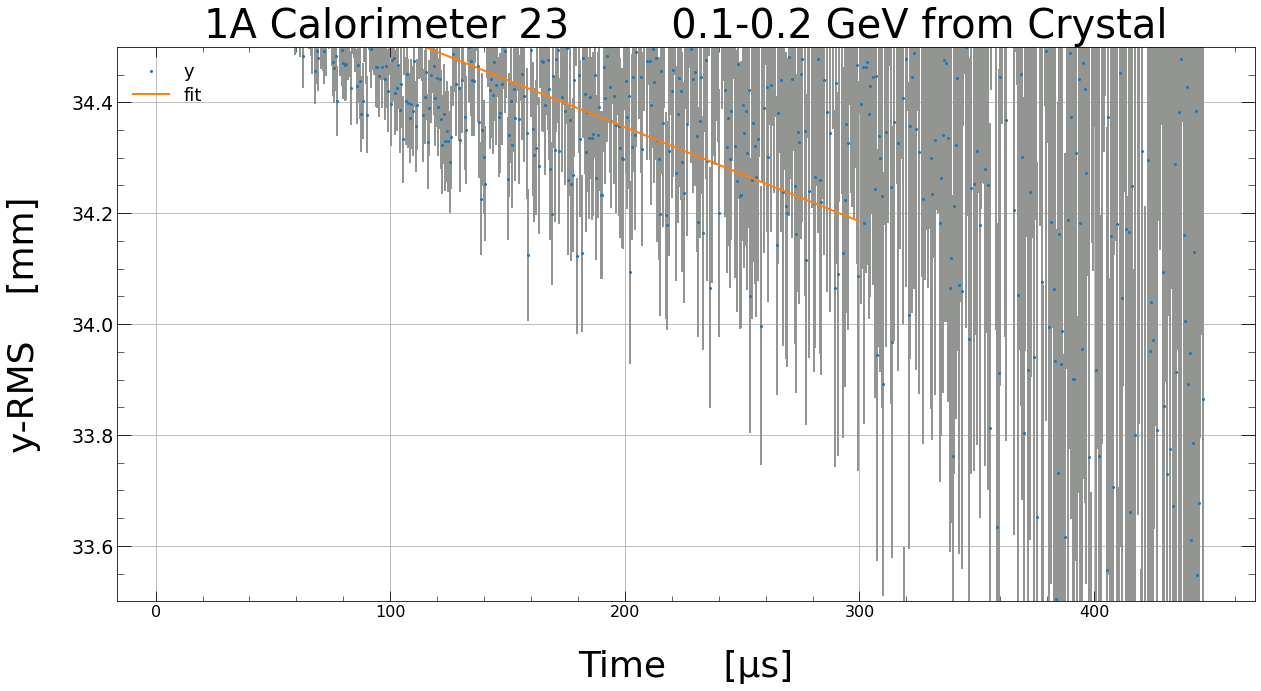 1A Calorimeter 23 0.1-0.2 GeV from Crystal
y
fit
y-RMS [mm]
34.4
34.2
34.0
33.8
33.6
0 100 200 300 400
Time [μs]